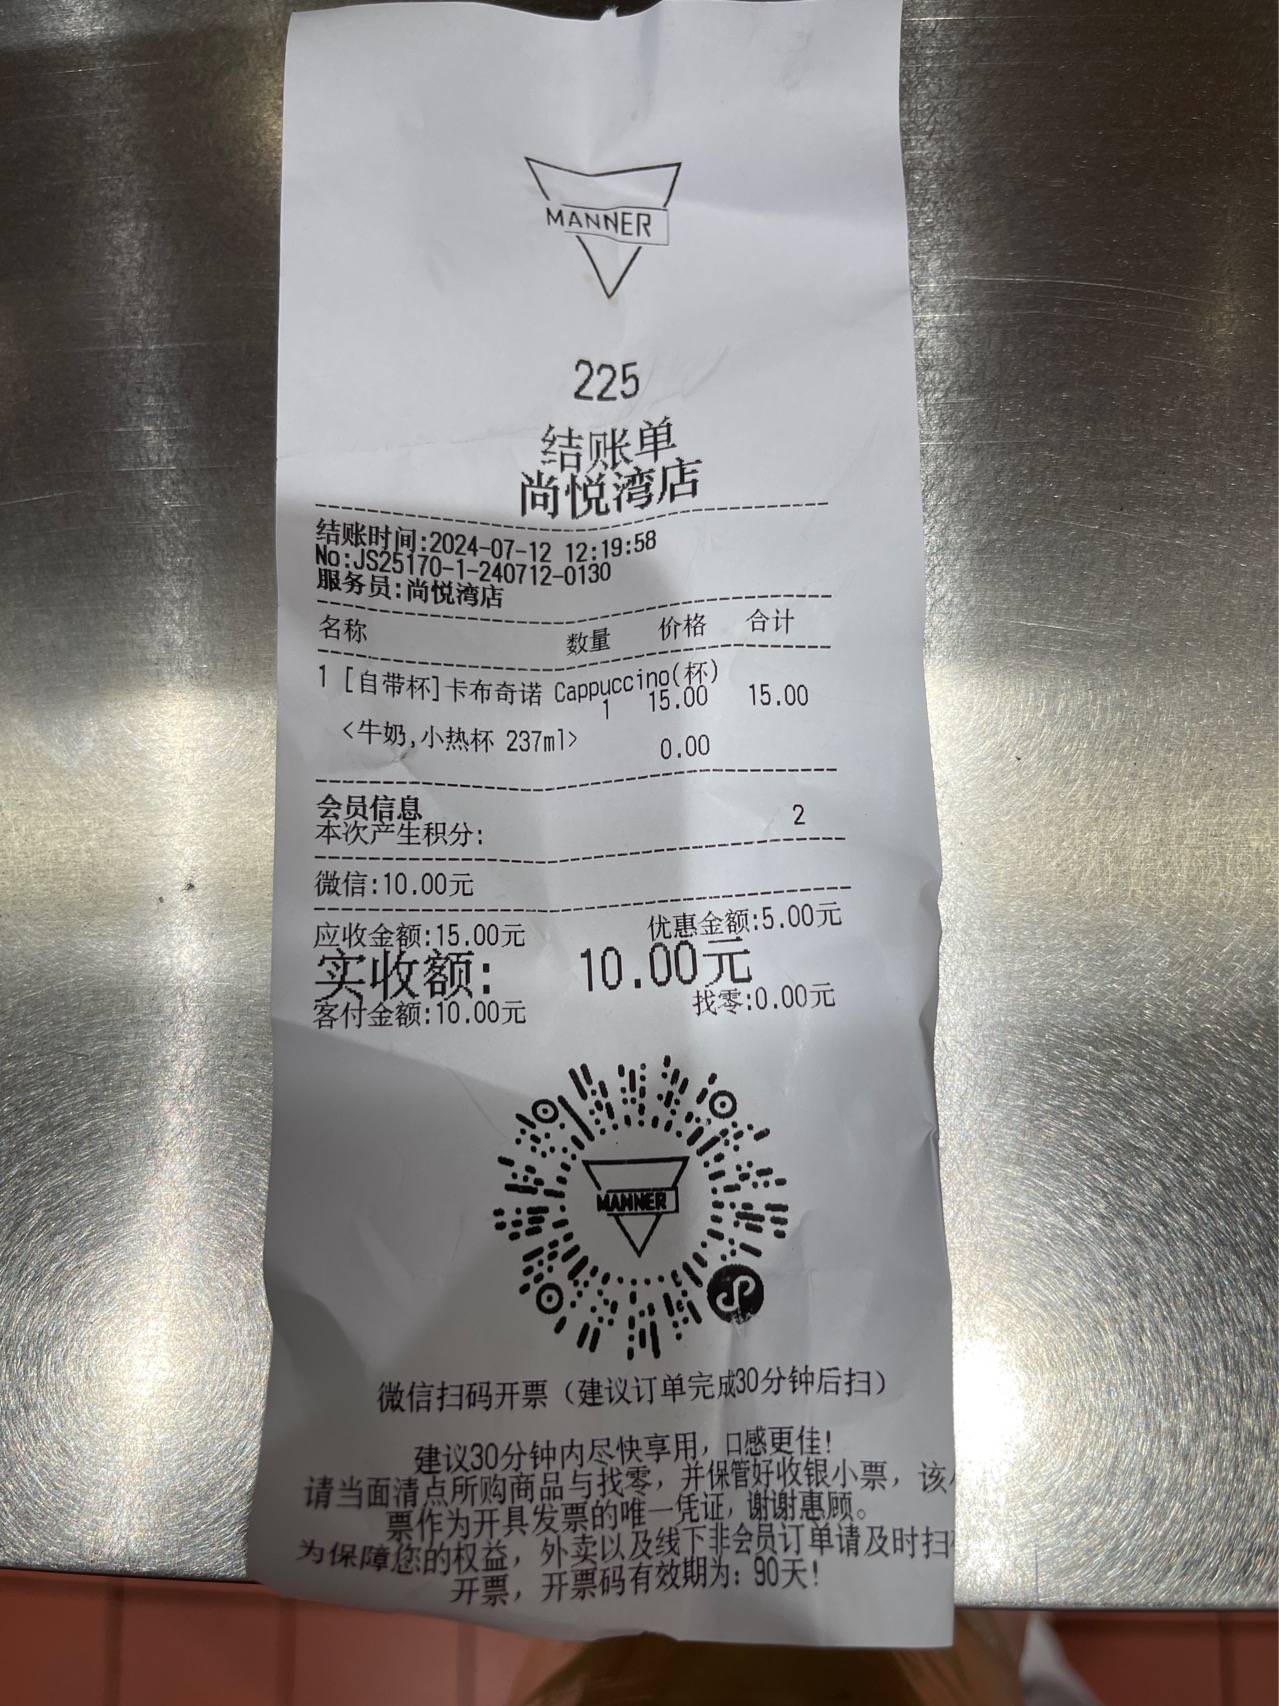 MANNER
225
结账单
尚悦湾店
结账时间:2024-07-12 12:19:58
No:JS25170-1-240712-0130
服务员:尚悦湾店
名称 数量 价格 合计
1 [自带杯]卡布奇诺 Cappuccino(杯)
1 15.00 15.00
<牛奶,小热杯 237ml> 0.00
会员信息
本次产生积分: 2
微信:10.00元
应收金额:15.00元 优惠金额:5.00元
实收额: 10.00元
客付金额:10.00元 找零:0.00元
MANNER
微信扫码开票（建议订单完成30分钟后扫）
建议30分钟内尽快享用，口感更佳！
请当面清点所购商品与找零，并保管好收银小票，该
票作为开具发票的唯一凭证，谢谢惠顾。
为保障您的权益，外卖以及线下非会员订单请及时扫
开票，开票码有效期为：90天！